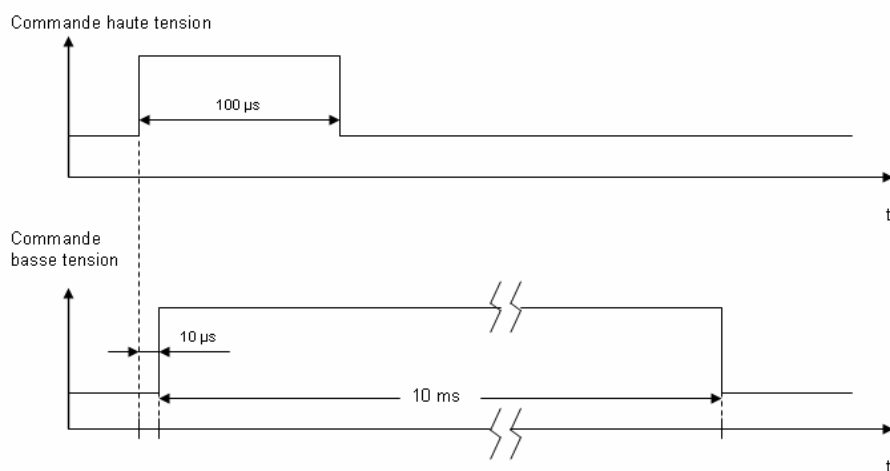 Commande haute tension
100 µs
t
Commande
basse tension
10 µs
10 ms
t